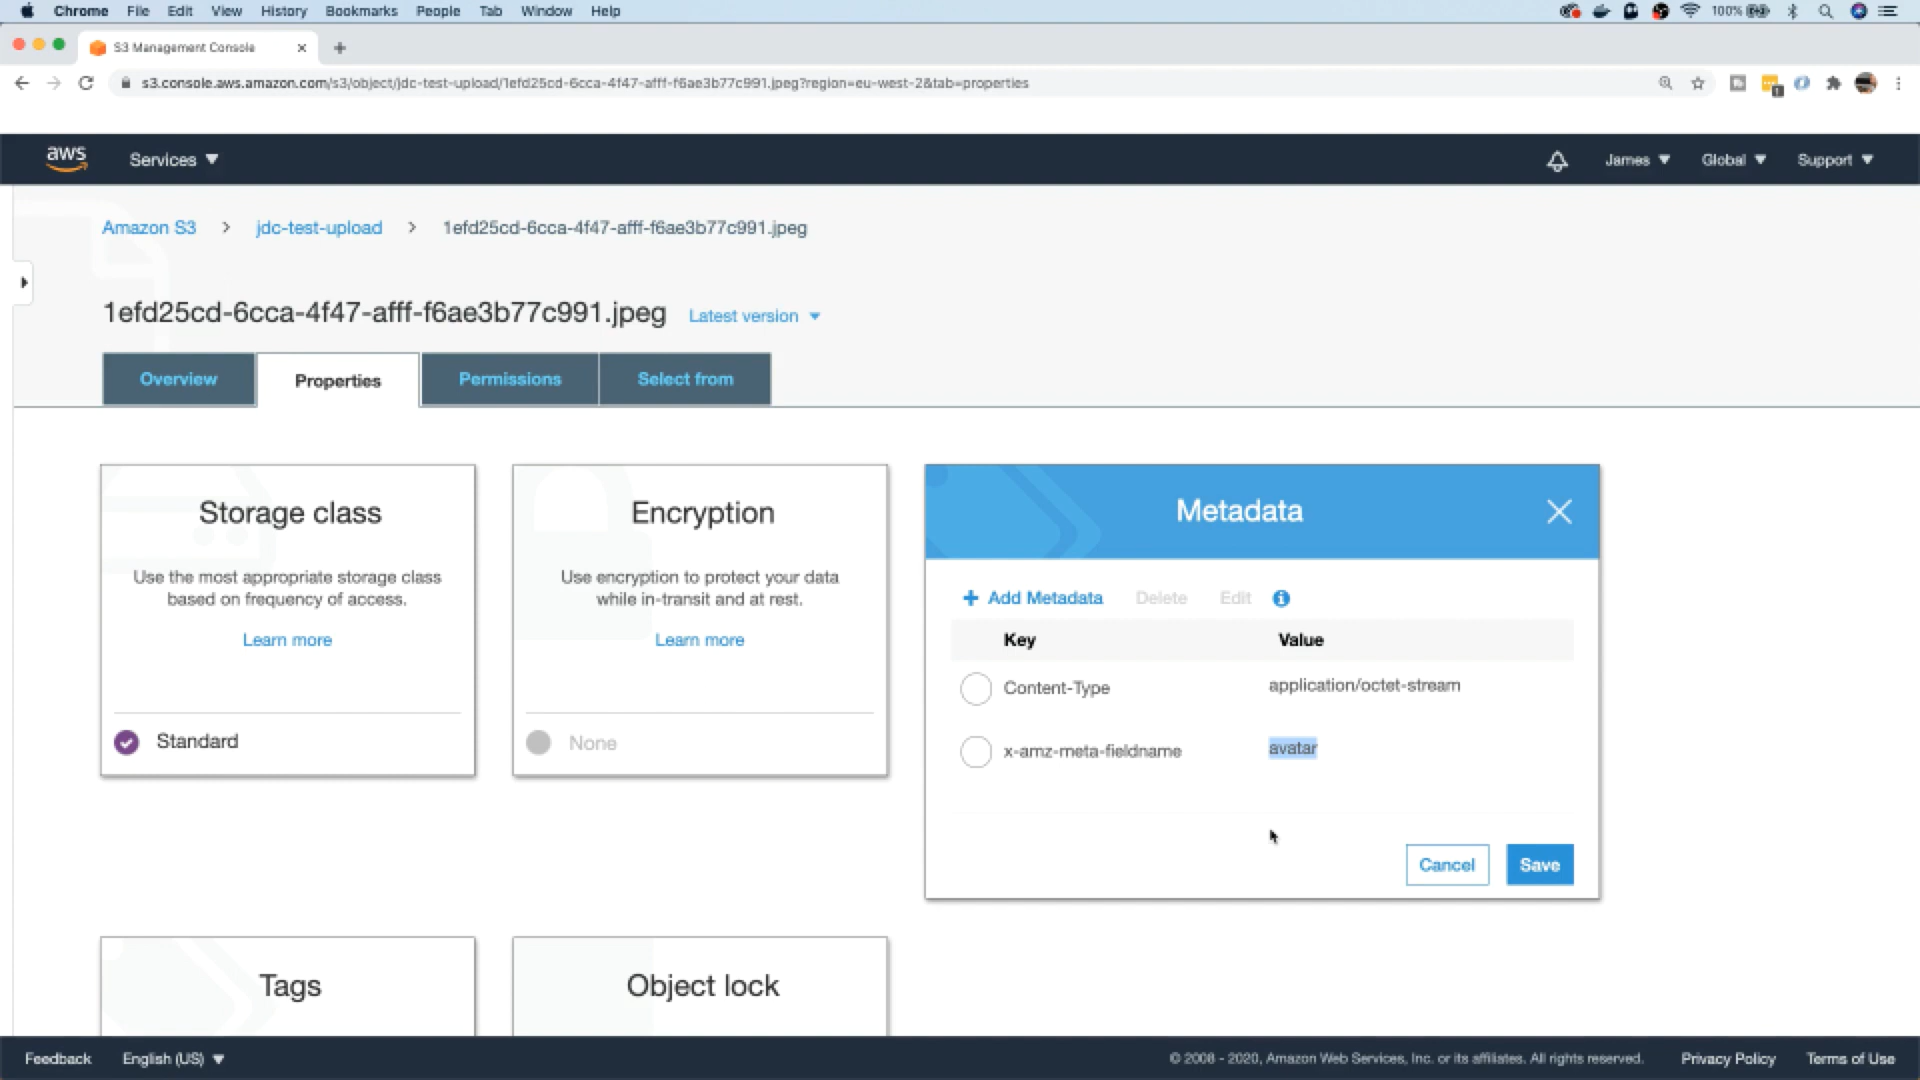 Chrome File Edit View History Bookmarks People Tab Window Help
100%
S3 Management Console
s3.console.aws.amazon.com/s3/object/jdc-test-upload/1efd25cd-6cca-4f47-afff-f6ae3b77c991.jpeg?region=eu-west-2&tab=properties
aws Services James Global Support
Amazon S3 > jdc-test-upload > 1efd25cd-6cca-4f47-afff-f6ae3b77c991.jpeg
1efd25cd-6cca-4f47-afff-f6ae3b77c991.jpeg Latest version
Overview Properties Permissions Select from
Storage class
Use the most appropriate storage class
based on frequency of access.
Learn more
Standard
Encryption
Use encryption to protect your data
while in-transit and at rest.
Learn more
None
Metadata
+ Add Metadata Delete Edit
Key Value
Content-Type application/octet-stream
x-amz-meta-fieldname avatar
Cancel Save
Tags
Object lock
Feedback English (US) © 2008 - 2020, Amazon Web Services, Inc. or its affiliates. All rights reserved. Privacy Policy Terms of Use